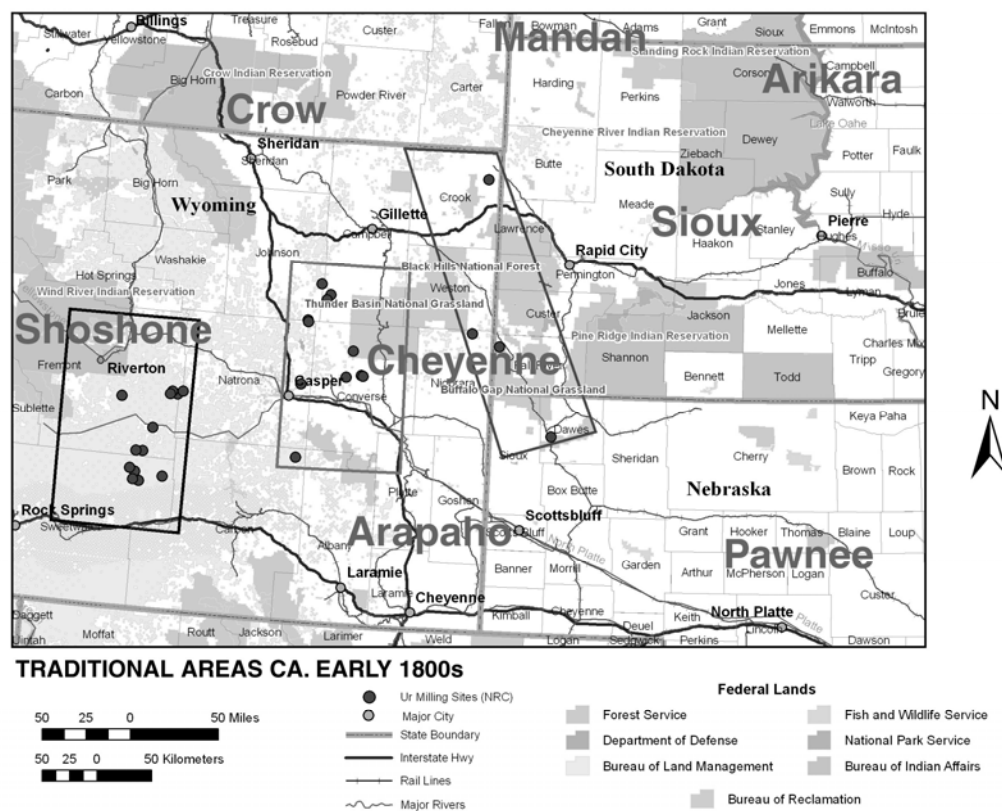 Billings
Fallon
Bowman
Adams
Grant
Sioux
Emmons
McIntosh
Stillwater
Yellowstone
Treasure
Rosebud
Custer
Mandan
Standing Rock Indian Reservation
Crow Indian Reservation
Big Horn
Carbon
Powder River
Carter
Harding
Perkins
Corson
Campbell
Arikara
Walworth
Crow
Cheyenne River Indian Reservation
Dewey
Lake Oahe
Sheridan
Sheridan
Butte
Ziebach
Potter
Faulk
Park
Big Horn
Wyoming
Crook
South Dakota
Meade
Sully
Gillette
Campbell
Lawrence
Sioux
Stanley
Pierre
Hughes
Hyde
Johnson
Washakie
Hot Springs
Rapid City
Haakon
Wind River Indian Reservation
Black Hills National Forest
Pennington
Buffalo
Weston
Jones
Lyman
Brule
Thunder Basin National Grassland
Custer
Jackson
Shoshone
Pine Ridge Indian Reservation
Mellette
Fremont
Riverton
Cheyenne
Shannon
Tripp
Charles Mix
Natrona
Casper
Niobrara
Fall River
Bennett
Todd
Gregory
Sublette
Converse
Buffalo Gap National Grassland
Keya Paha
Dawes
Sioux
Sheridan
Cherry
Brown
Rock
Platte
Goshen
Box Butte
Nebraska
Rock Springs
Sweetwater
Carbon
Arapaho
Scottsbluff
Scotts Bluff
North Platte
Grant
Hooker
Thomas
Blaine
Loup
Albany
Banner
Morrill
Garden
Pawnee
Arthur
McPherson
Logan
Laramie
Laramie
Cheyenne
Kimball
Cheyenne
Keith
North Platte
Lincoln
Platte
Custer
Daggett
Uintah
Moffat
Routt
Jackson
Larimer
Weld
Logan
Sedgwick
Deuel
Perkins
Dawson
N
TRADITIONAL AREAS CA. EARLY 1800s
50 25 0 50 Miles
50 25 0 50 Kilometers
Ur Milling Sites (NRC)
Major City
State Boundary
Interstate Hwy
Rail Lines
Major Rivers
Federal Lands
Forest Service
Department of Defense
Bureau of Land Management
Fish and Wildlife Service
National Park Service
Bureau of Indian Affairs
Bureau of Reclamation